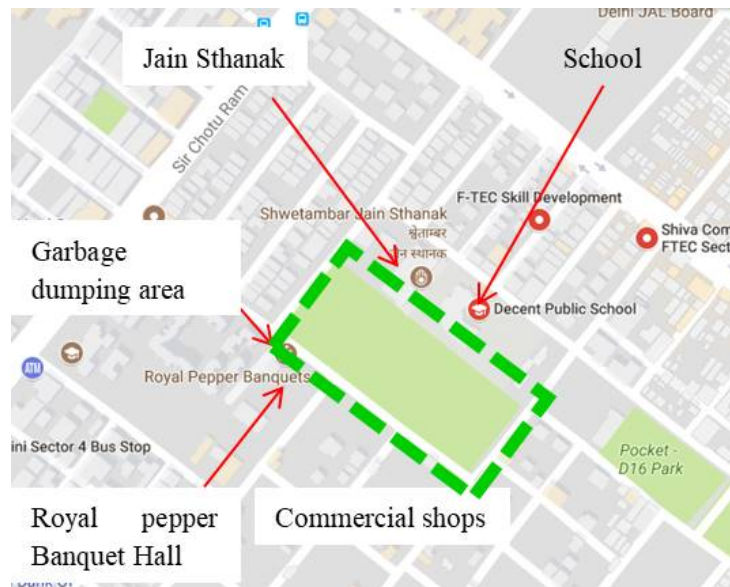 Delhi JAL Board
Jain Sthanak
School
Sir Chotu Ram
F-TEC Skill Development
Shwetambar Jain Sthanak
श्वेताम्बर
जैन स्थानक
Shiva Com
FTEC Sect
Garbage
dumping area
Decent Public School
ATM
Royal Pepper Banquets
ini Sector 4 Bus Stop
Pocket -
D16 Park
Royal pepper
Banquet Hall
Commercial shops